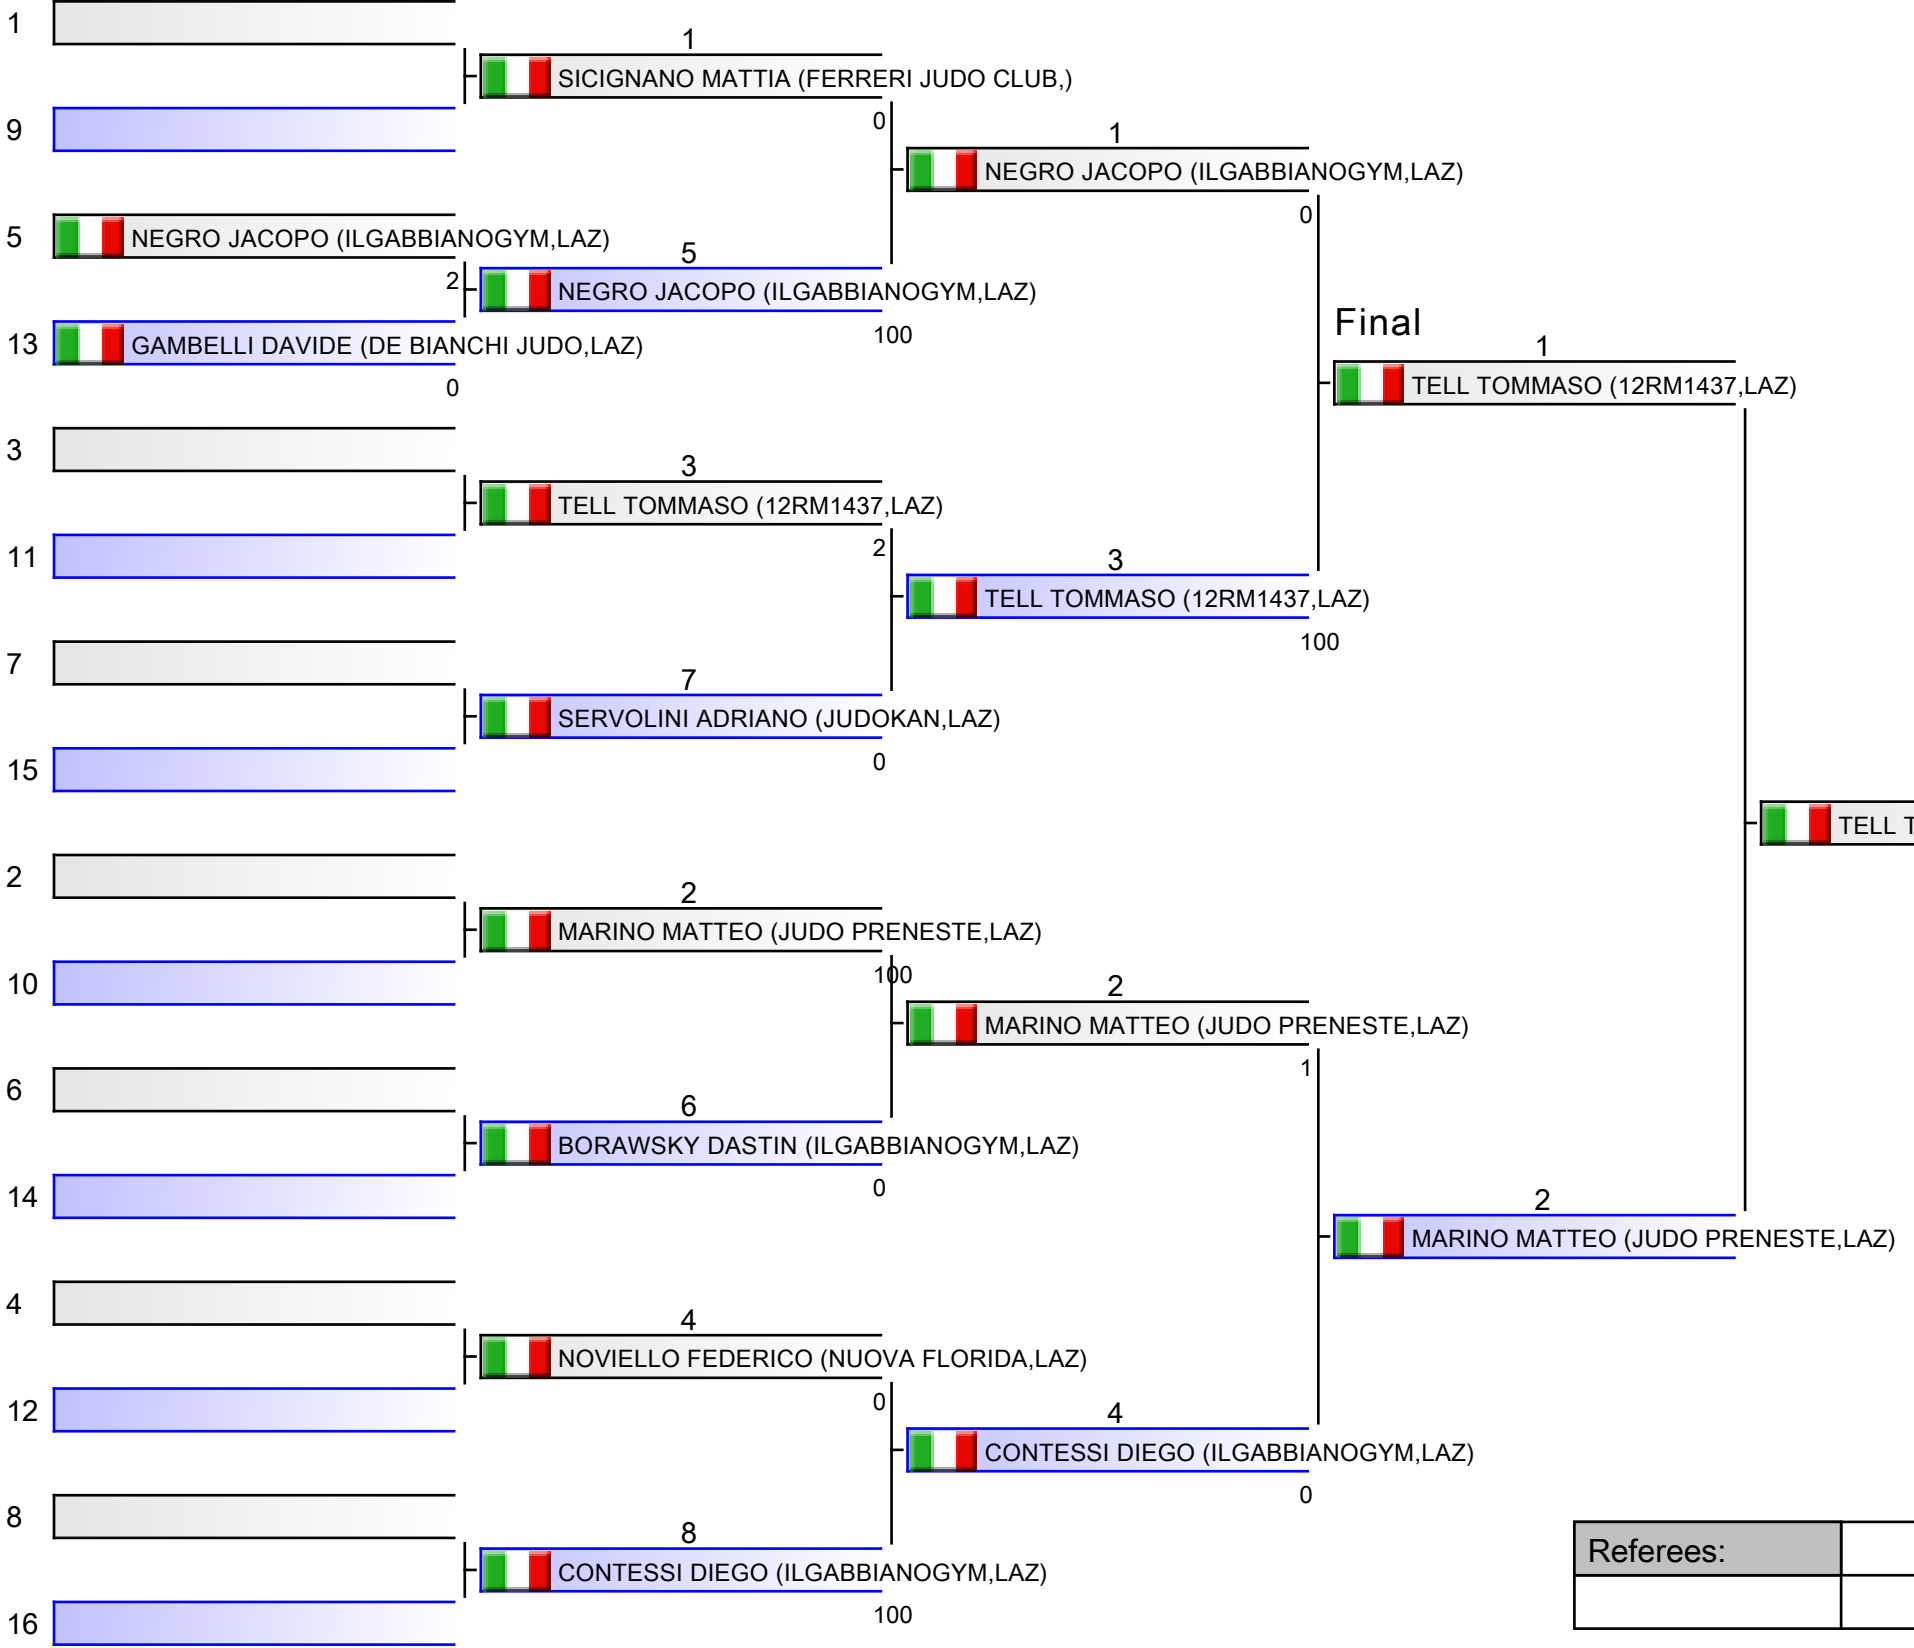 1
1
SICIGNANO MATTIA (FERRERI JUDO CLUB,)
0
9
1
NEGRO JACOPO (ILGABBIANOGYM,LAZ)
0
5
NEGRO JACOPO (ILGABBIANOGYM,LAZ)
2
5
NEGRO JACOPO (ILGABBIANOGYM,LAZ)
100
13
GAMBELLI DAVIDE (DE BIANCHI JUDO,LAZ)
0
Final
1
TELL TOMMASO (12RM1437,LAZ)
3
3
TELL TOMMASO (12RM1437,LAZ)
2
11
3
TELL TOMMASO (12RM1437,LAZ)
100
7
7
SERVOLINI ADRIANO (JUDOKAN,LAZ)
0
15
TELL T
2
2
MARINO MATTEO (JUDO PRENESTE,LAZ)
100
10
2
MARINO MATTEO (JUDO PRENESTE,LAZ)
1
6
6
BORAWSKY DASTIN (ILGABBIANOGYM,LAZ)
0
14
2
MARINO MATTEO (JUDO PRENESTE,LAZ)
4
4
NOVIELLO FEDERICO (NUOVA FLORIDA,LAZ)
0
12
4
CONTESSI DIEGO (ILGABBIANOGYM,LAZ)
0
8
8
CONTESSI DIEGO (ILGABBIANOGYM,LAZ)
100
16
Referees: